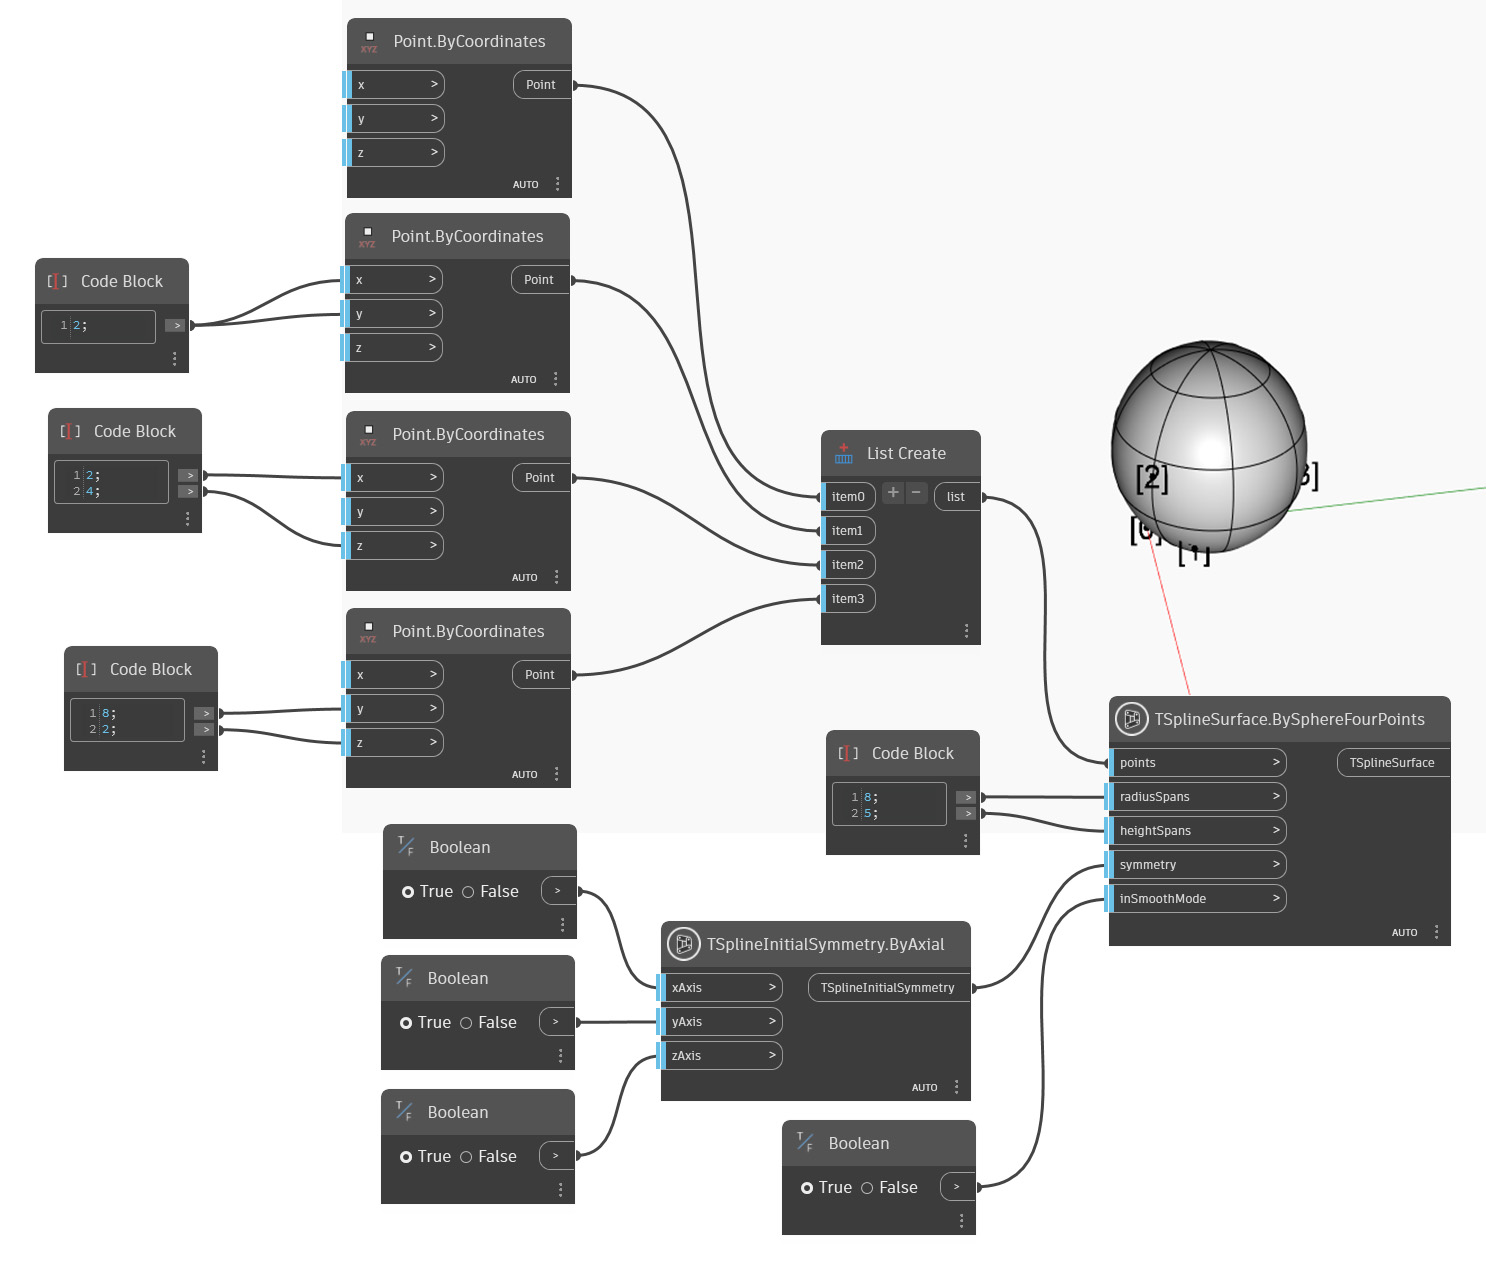 XYZ Point.ByCoordinates
x > Point
y >
z >
AUTO
XYZ Point.ByCoordinates
x > Point
y >
z >
AUTO
[I] Code Block
1 2; >
XYZ Point.ByCoordinates
x > Point
y >
z >
AUTO
[I] Code Block
1 2; >
2 4; >
XYZ Point.ByCoordinates
x > Point
y >
z >
AUTO
[I] Code Block
1 8; >
2 2; >
List Create
item0 + − list
item1
item2
item3
[2]
3]
[0]
[1]
[I] Code Block
1 8; >
2 5; >
TSplineSurface.BySphereFourPoints
points > TSplineSurface
radiusSpans >
heightSpans >
symmetry >
inSmoothMode >
AUTO
T/F Boolean
True False >
T/F Boolean
True False >
T/F Boolean
True False >
TSplineInitialSymmetry.ByAxial
xAxis > TSplineInitialSymmetry
yAxis >
zAxis >
AUTO
T/F Boolean
True False >